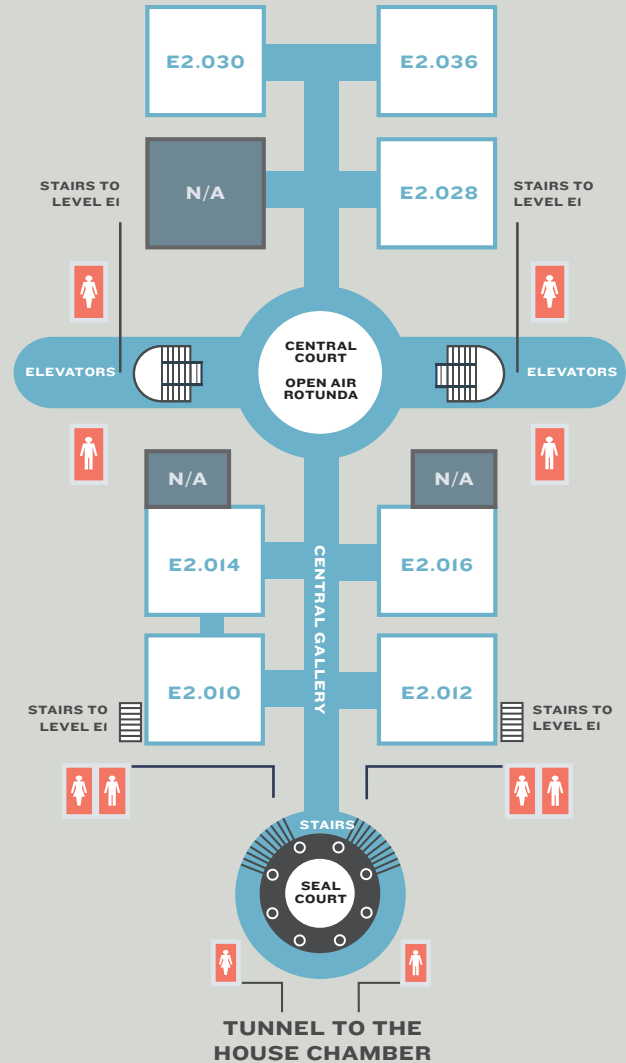 E2.030
E2.036
N/A
E2.028
STAIRS TO
LEVEL E1
STAIRS TO
LEVEL E1
ELEVATORS
CENTRAL
COURT
OPEN AIR
ROTUNDA
ELEVATORS
N/A
N/A
E2.014
E2.016
CENTRAL GALLERY
E2.010
E2.012
STAIRS TO
LEVEL E1
STAIRS TO
LEVEL E1
STAIRS
SEAL
COURT
TUNNEL TO THE
HOUSE CHAMBER